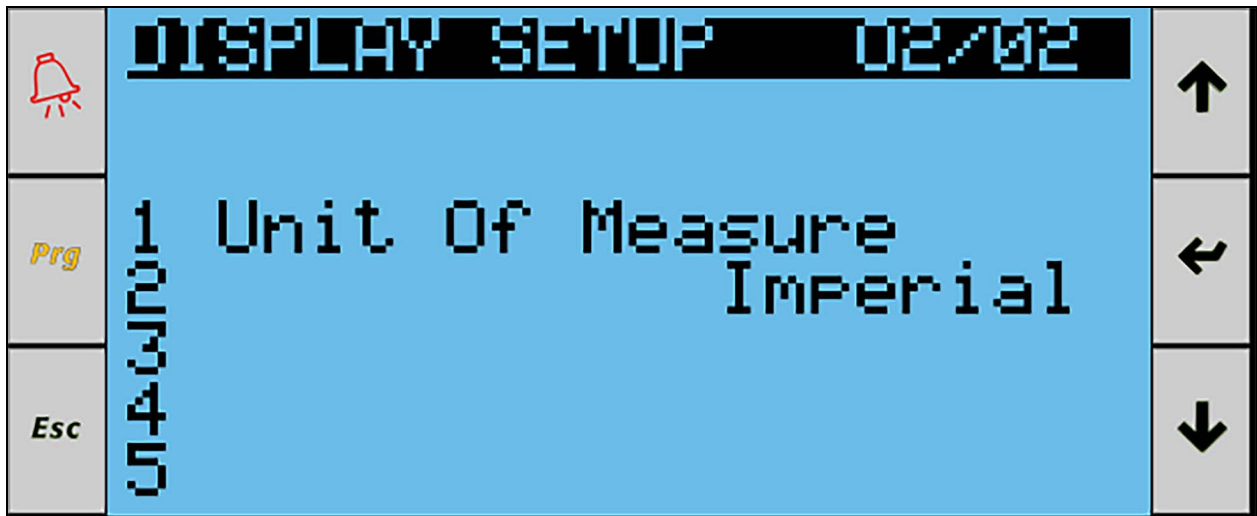 DISPLAY SETUP 02/02
1 Unit Of Measure
2 Imperial
3
4
5
Prg
Esc